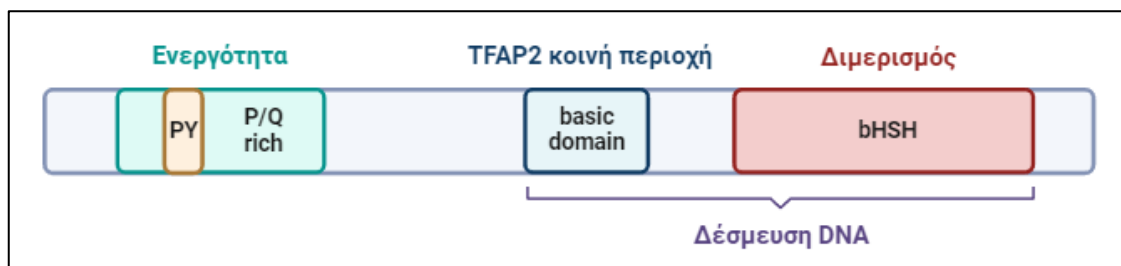 Ενεργότητα
TFAP2 κοινή περιοχή
Διμερισμός
PY
P/Q
rich
basic
domain
bHSH
Δέσμευση DNA